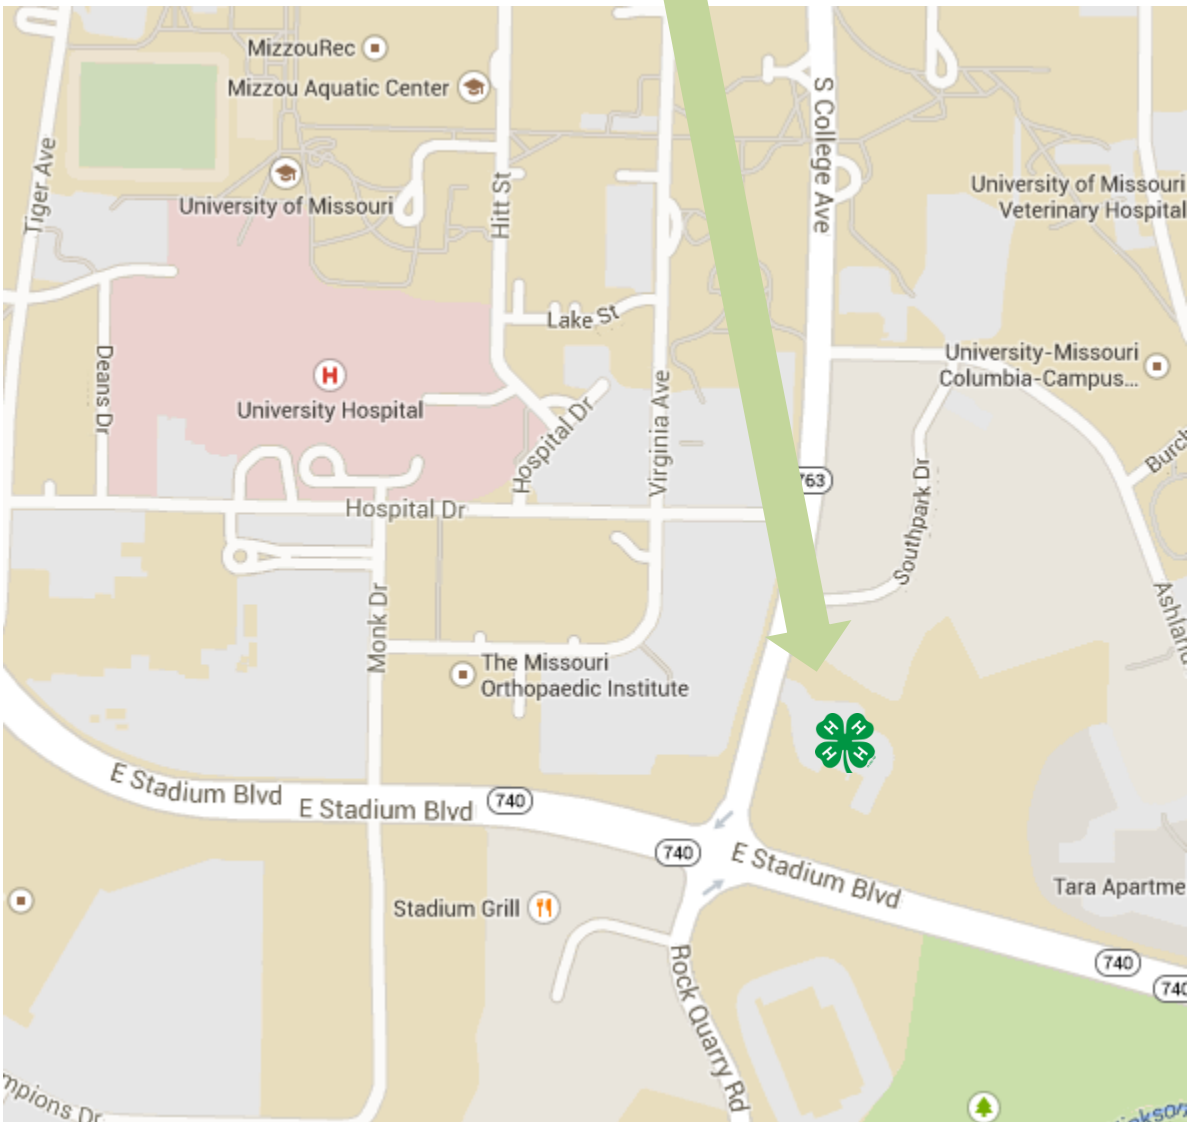 MizzouRec
Mizzou Aquatic Center
Tiger Ave
University of Missouri
Hitt St
S College Ave
University of Missouri
Veterinary Hospital
Lake St
Deans Dr
H
University Hospital
Hospital Dr
Virginia Ave
University-Missouri
Columbia-Campus...
763
Southpark Dr
Hospital Dr
Monk Dr
The Missouri
Orthopaedic Institute
H H
H H
E Stadium Blvd
E Stadium Blvd
740
740
E Stadium Blvd
Tara Apartme
Stadium Grill
740
740
Rock Quarry Rd
mpions Dr